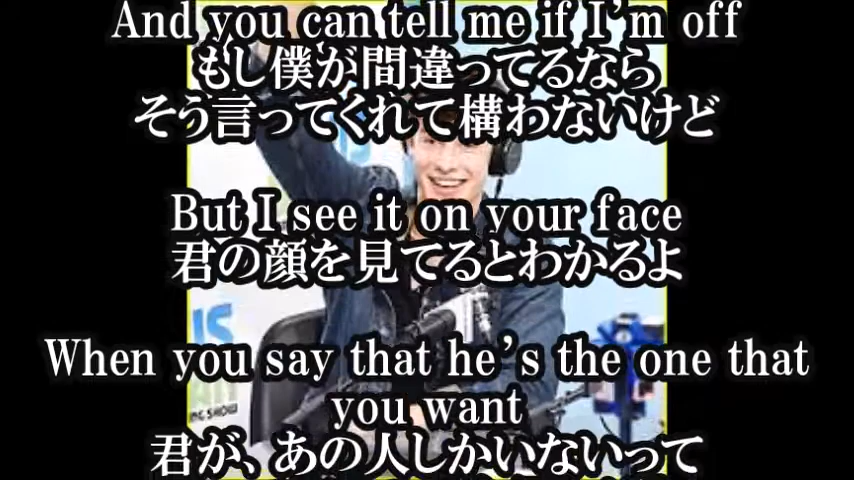 And you can tell me if I'm off
もし僕が間違ってるなら
そう言ってくれて構わないけど
But I see it on your face
君の顔を見てるとわかるよ
When you say that he's the one that
you want
君が、あの人しかいないって